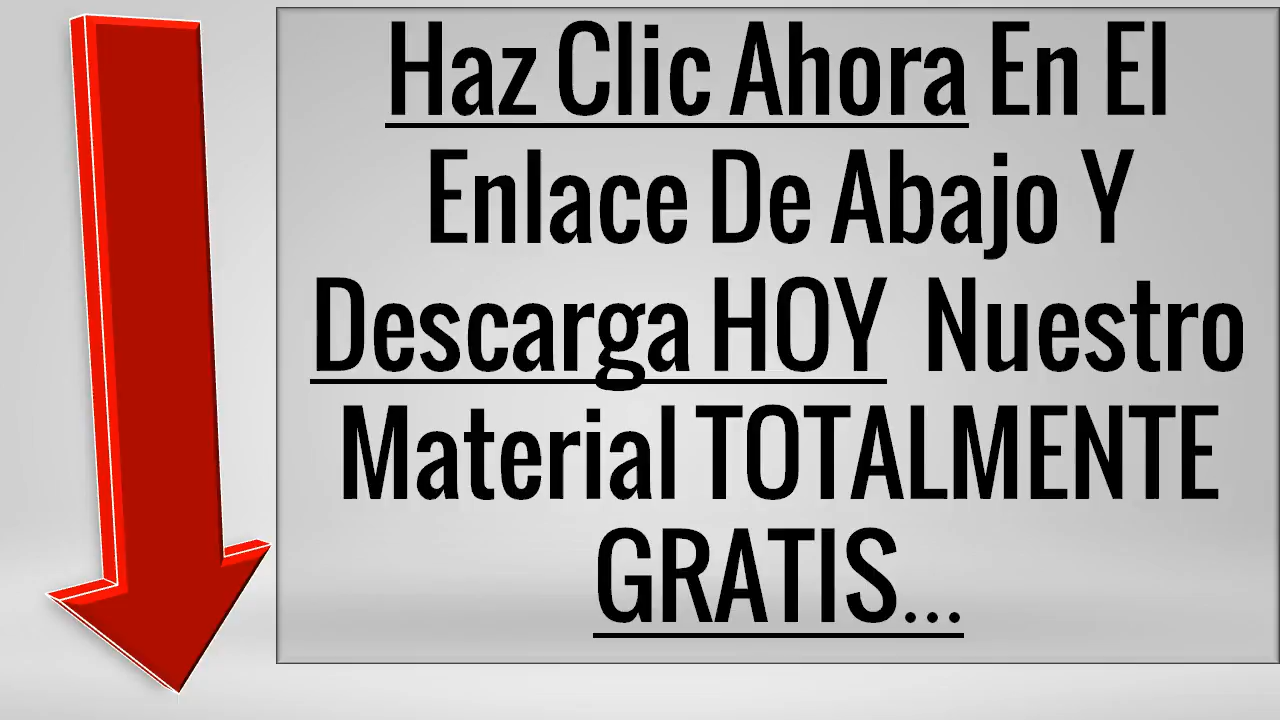 Haz Clic Ahora En El
Enlace De Abajo Y
Descarga HOY Nuestro
Material TOTALMENTE
GRATIS...